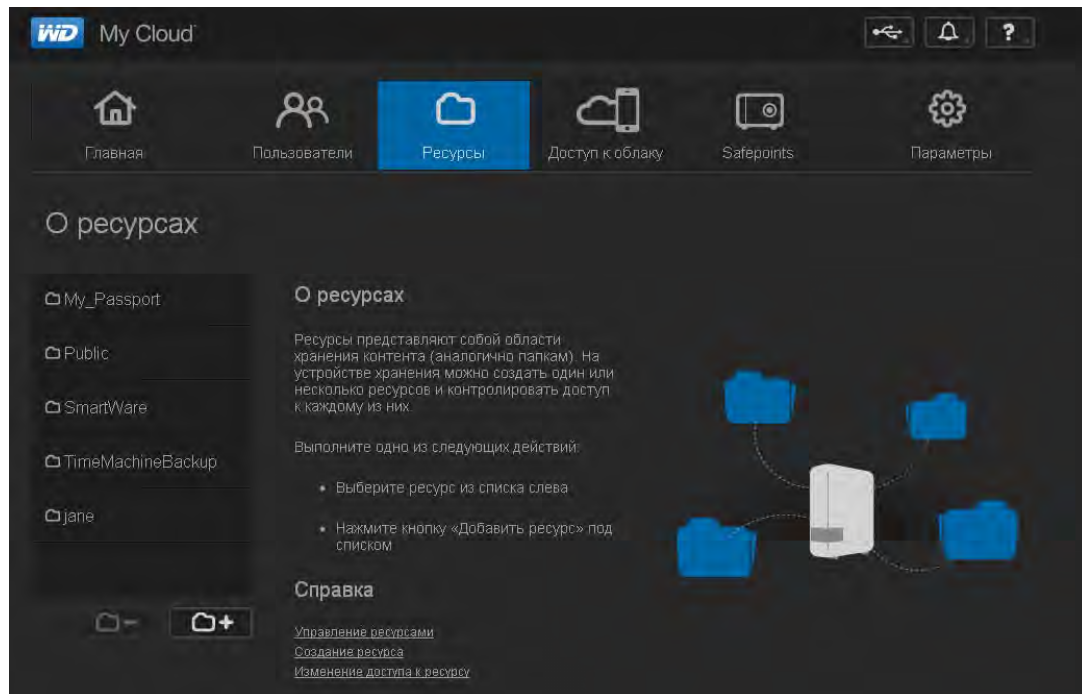 WD My Cloud
?
Главная
Пользователи
Ресурсы
Доступ к облаку
Safepoints
Параметры
О ресурсах
My_Passport
Public
SmartWare
TimeMachineBackup
jane
О ресурсах
Ресурсы представляют собой области
хранения контента (аналогично папкам). На
устройстве хранения можно создать один или
несколько ресурсов и контролировать доступ
к каждому из них
Выполните одно из следующих действий:
• Выберите ресурс из списка слева
• Нажмите кнопку «Добавить ресурс» под
списком
Справка
Управление ресурсами
Создание ресурса
Изменение доступа к ресурсу